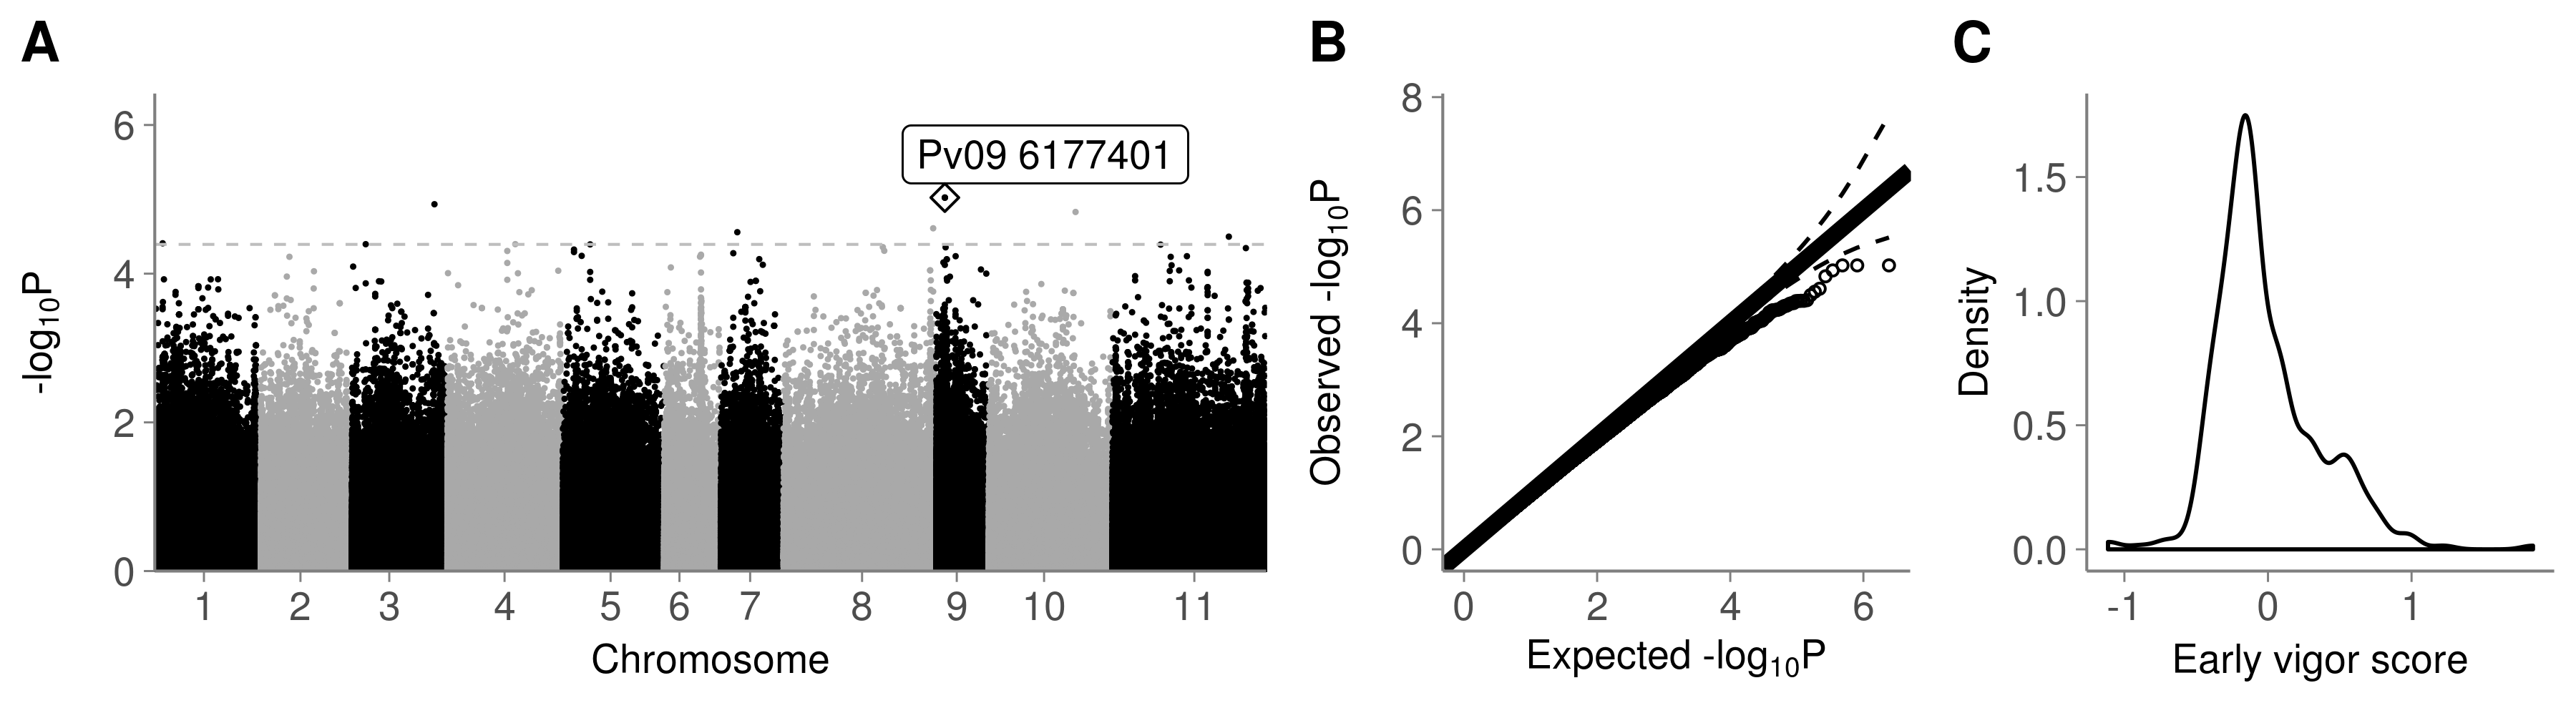 A
-log10P
6
4
2
0
Pv09 6177401
1 2 3 4 5 6 7 8 9 10 11
Chromosome
B
Observed -log10P
8
6
4
2
0
0 2 4 6
Expected -log10P
C
Density
1.5
1.0
0.5
0.0
-1 0 1
Early vigor score